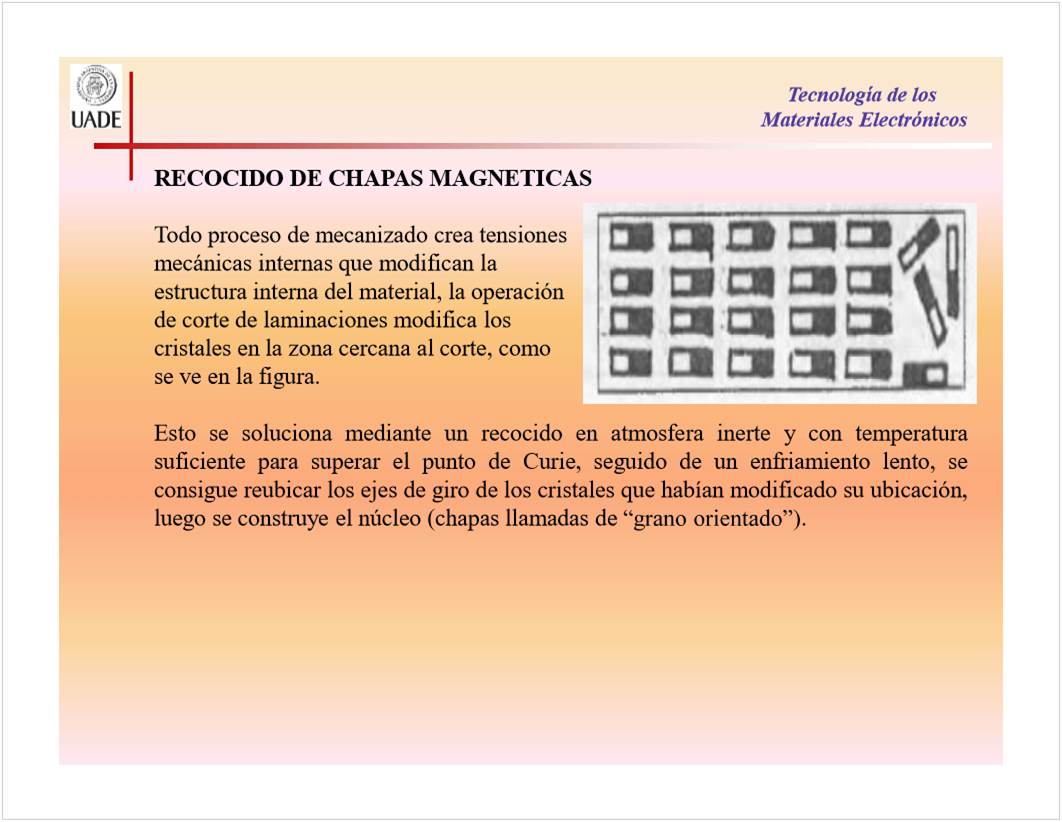 UADE
Tecnología de los
Materiales Electrónicos
RECOCIDO DE CHAPAS MAGNETICAS
Todo proceso de mecanizado crea tensiones
mecánicas internas que modifican la
estructura interna del material, la operación
de corte de laminaciones modifica los
cristales en la zona cercana al corte, como
se ve en la figura.
Esto se soluciona mediante un recocido en atmosfera inerte y con temperatura
suficiente para superar el punto de Curie, seguido de un enfriamiento lento, se
consigue reubicar los ejes de giro de los cristales que habían modificado su ubicación,
luego se construye el núcleo (chapas llamadas de “grano orientado”).